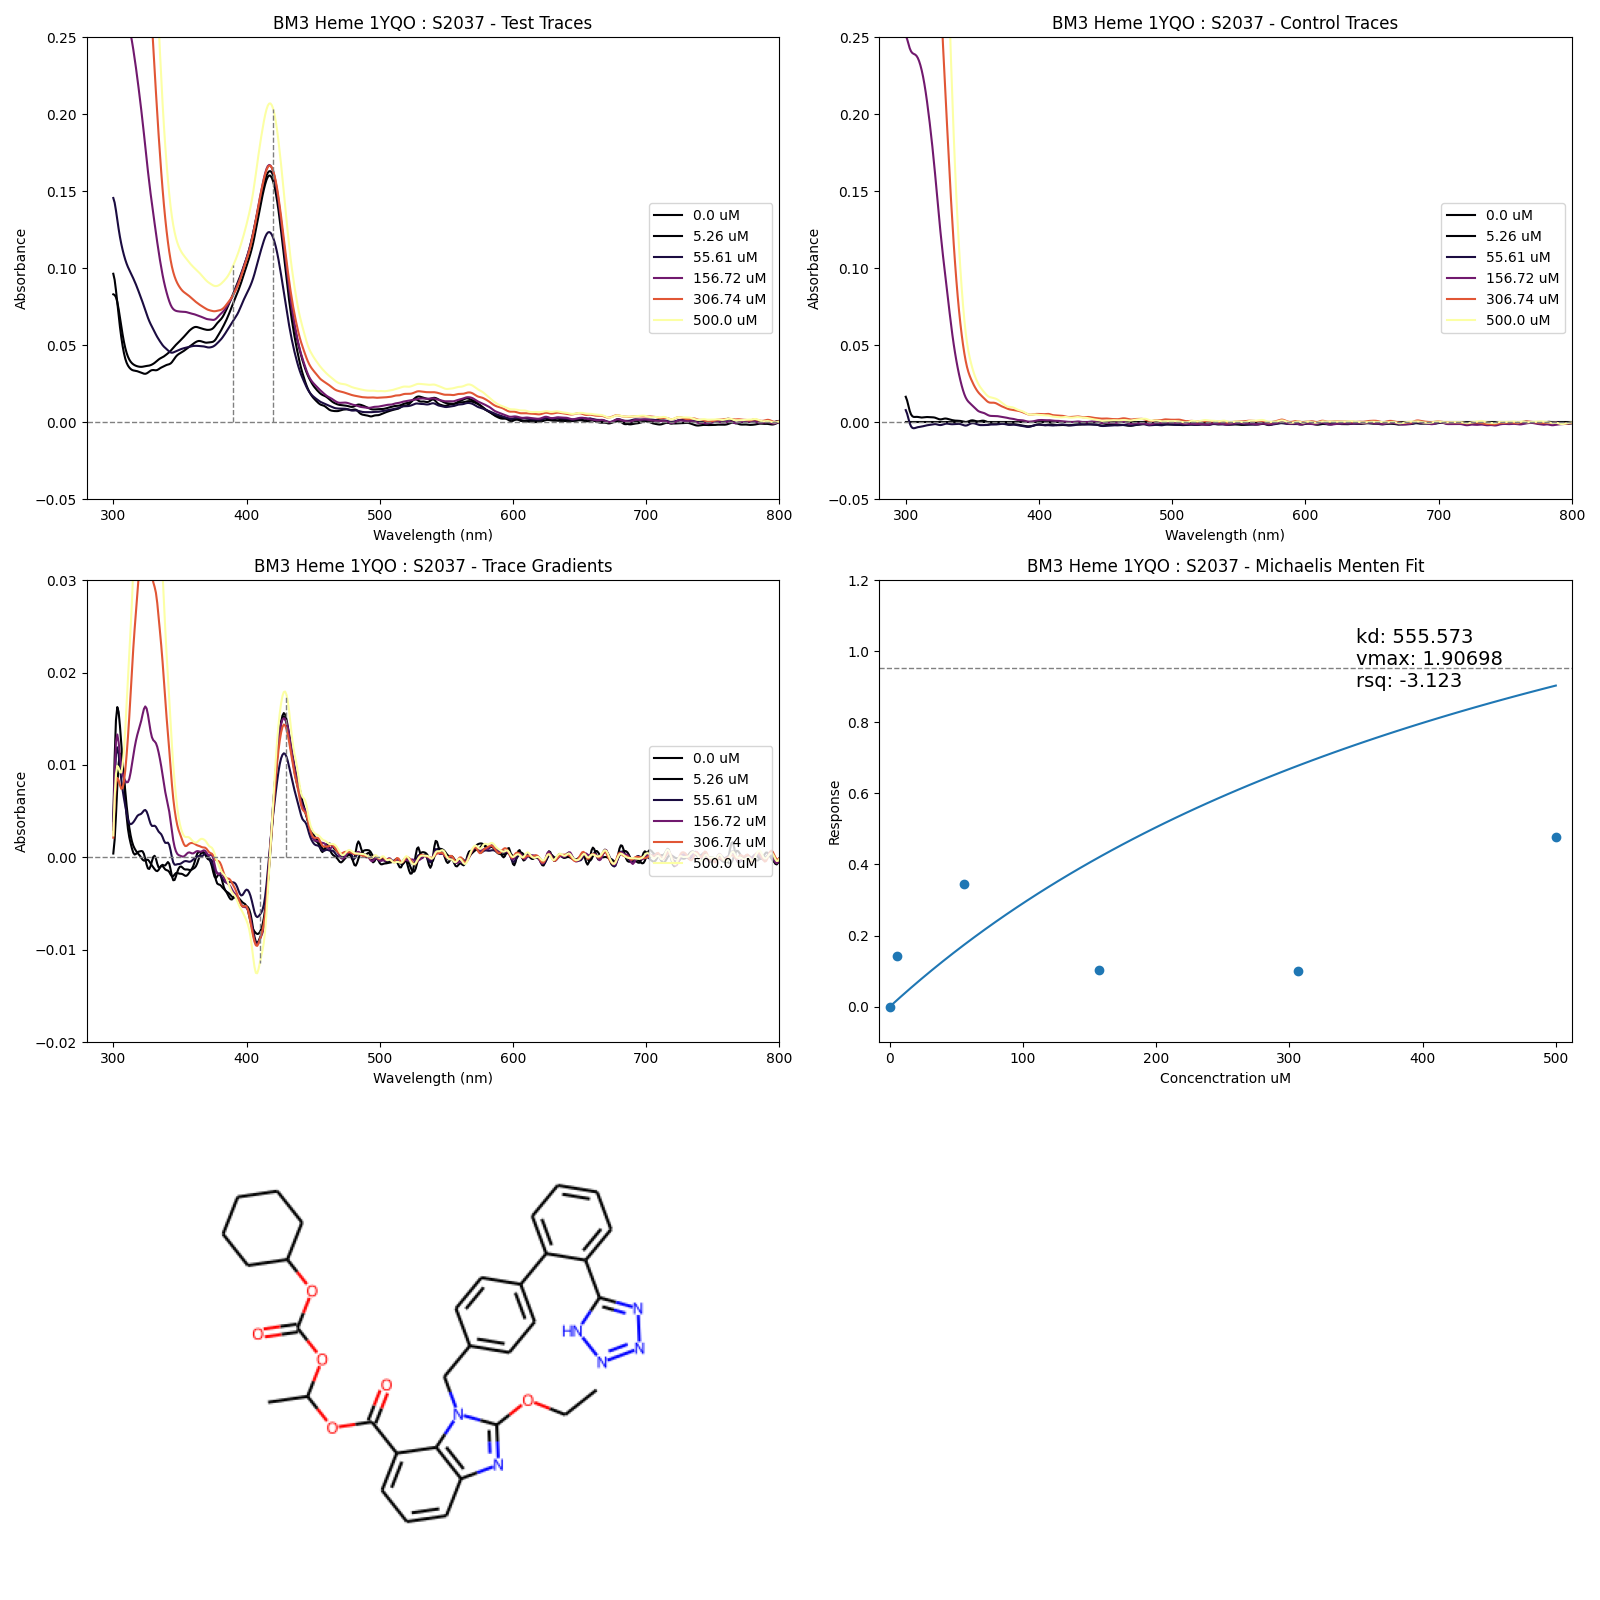 BM3 Heme 1YQO : S2037 - Test Traces
Absorbance
0.25
0.20
0.15
0.10
0.05
0.00
−0.05
300 400 500 600 700 800
Wavelength (nm)
0.0 uM
5.26 uM
55.61 uM
156.72 uM
306.74 uM
500.0 uM
BM3 Heme 1YQO : S2037 - Control Traces
Absorbance
0.25
0.20
0.15
0.10
0.05
0.00
−0.05
300 400 500 600 700 800
Wavelength (nm)
0.0 uM
5.26 uM
55.61 uM
156.72 uM
306.74 uM
500.0 uM
BM3 Heme 1YQO : S2037 - Trace Gradients
Absorbance
0.03
0.02
0.01
0.00
−0.01
−0.02
300 400 500 600 700 800
Wavelength (nm)
0.0 uM
5.26 uM
55.61 uM
156.72 uM
306.74 uM
500.0 uM
BM3 Heme 1YQO : S2037 - Michaelis Menten Fit
Response
1.2
1.0
0.8
0.6
0.4
0.2
0.0
0 100 200 300 400 500
Concenctration uM
kd: 555.573
vmax: 1.90698
rsq: -3.123
O
O
O
O
O
N
N
O
HN
N
N
N